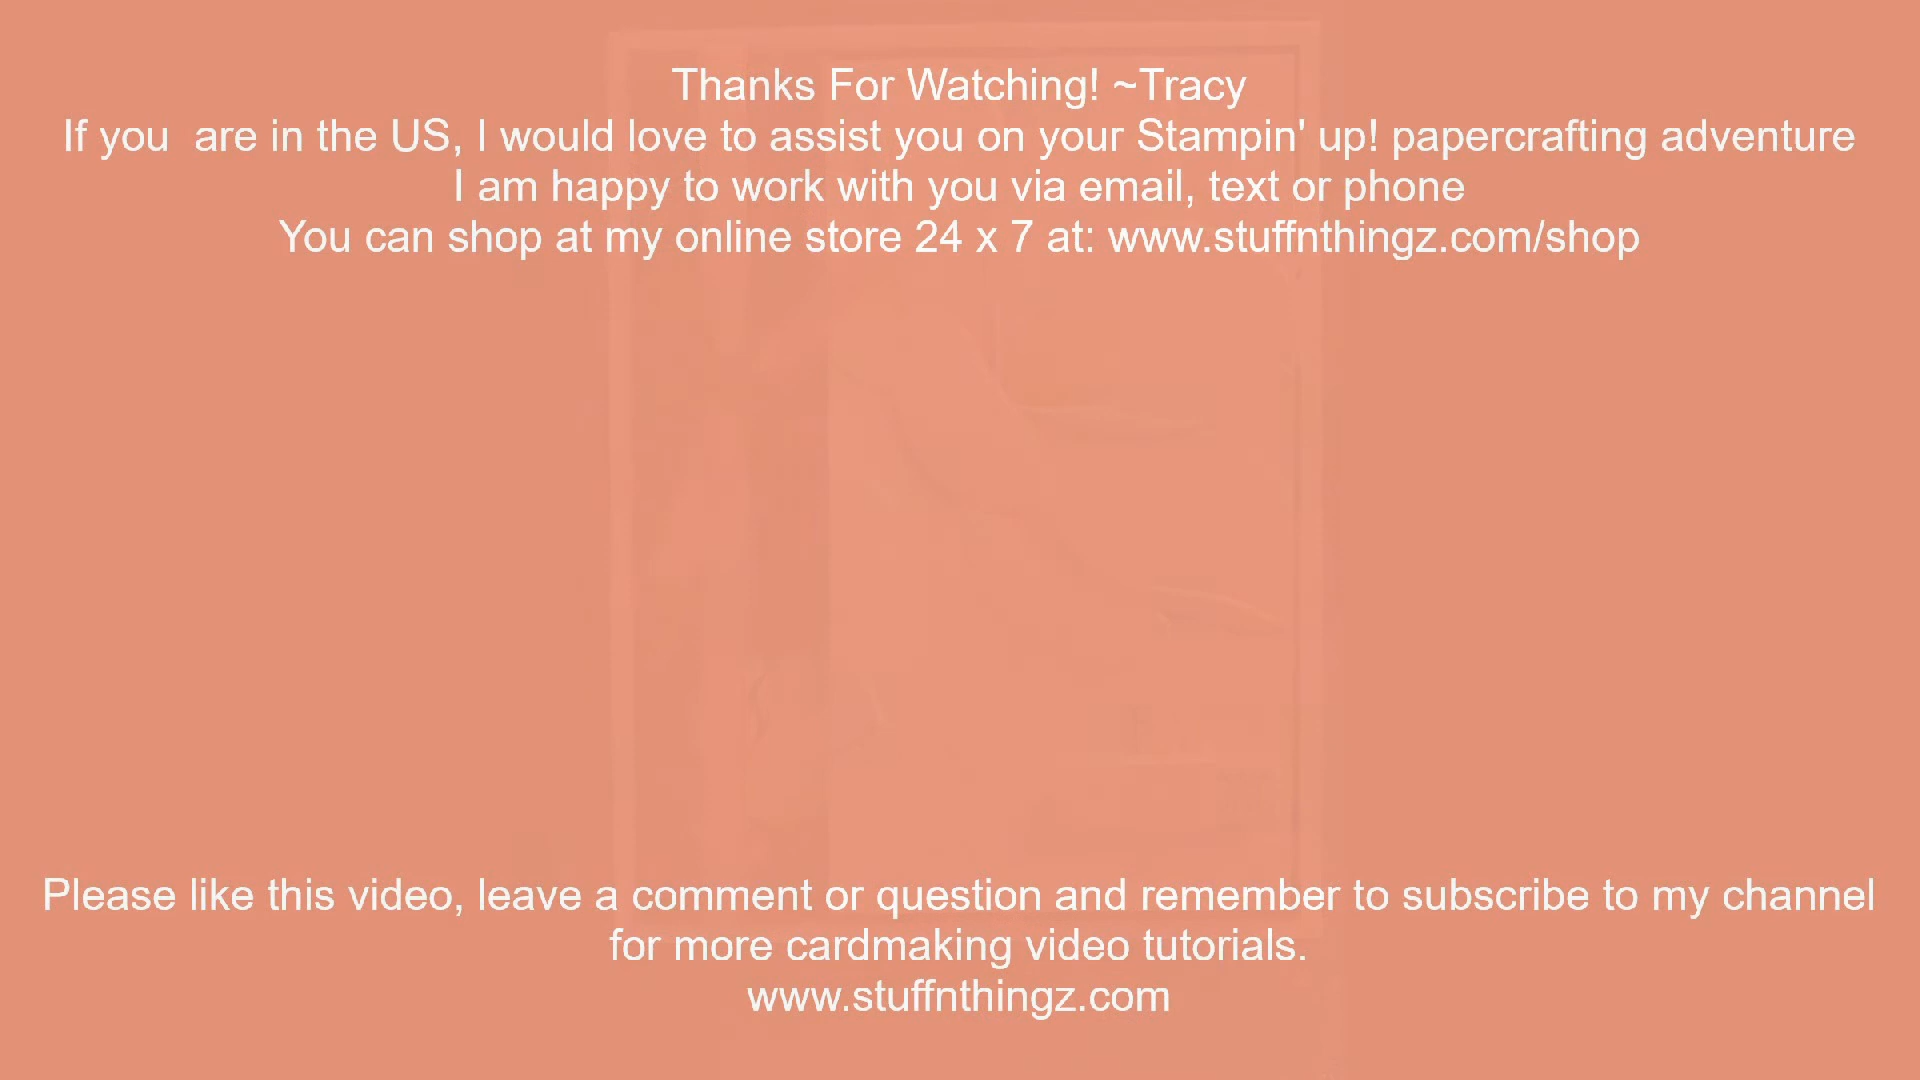 Thanks For Watching! ~Tracy
If you  are in the US, I would love to assist you on your Stampin' up! papercrafting adventure
I am happy to work with you via email, text or phone
You can shop at my online store 24 x 7 at: www.stuffnthingz.com/shop
Please like this video, leave a comment or question and remember to subscribe to my channel
for more cardmaking video tutorials.
www.stuffnthingz.com